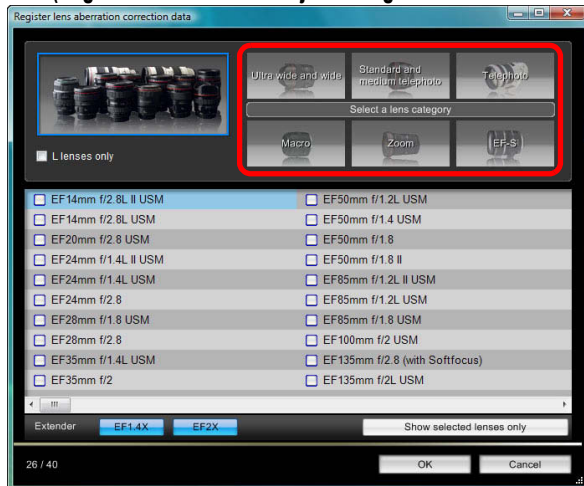 Register lens aberration correction data
Ultra wide and wide
Standard and
medium telephoto
Telephoto
Select a lens category
Macro
Zoom
EF-S
L lenses only
EF14mm f/2.8L II USM
EF14mm f/2.8L USM
EF20mm f/2.8 USM
EF24mm f/1.4L II USM
EF24mm f/1.4L USM
EF24mm f/2.8
EF28mm f/1.8 USM
EF28mm f/2.8
EF35mm f/1.4L USM
EF35mm f/2
EF50mm f/1.2L USM
EF50mm f/1.4 USM
EF50mm f/1.8
EF50mm f/1.8 II
EF85mm f/1.2L II USM
EF85mm f/1.2L USM
EF85mm f/1.8 USM
EF100mm f/2 USM
EF135mm f/2.8 (with Softfocus)
EF135mm f/2L USM
Extender EF1.4X EF2X Show selected lenses only
26 / 40 OK Cancel